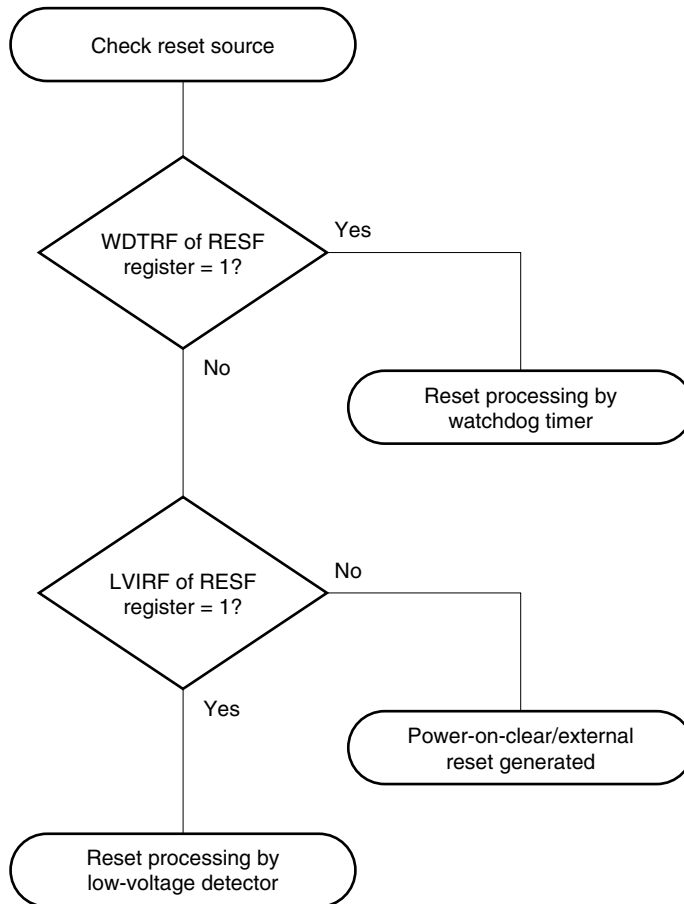 Check reset source
WDTRF of RESF
register = 1?
Yes
No
Reset processing by
watchdog timer
LVIRF of RESF
register = 1?
No
Yes
Power-on-clear/external
reset generated
Reset processing by
low-voltage detector